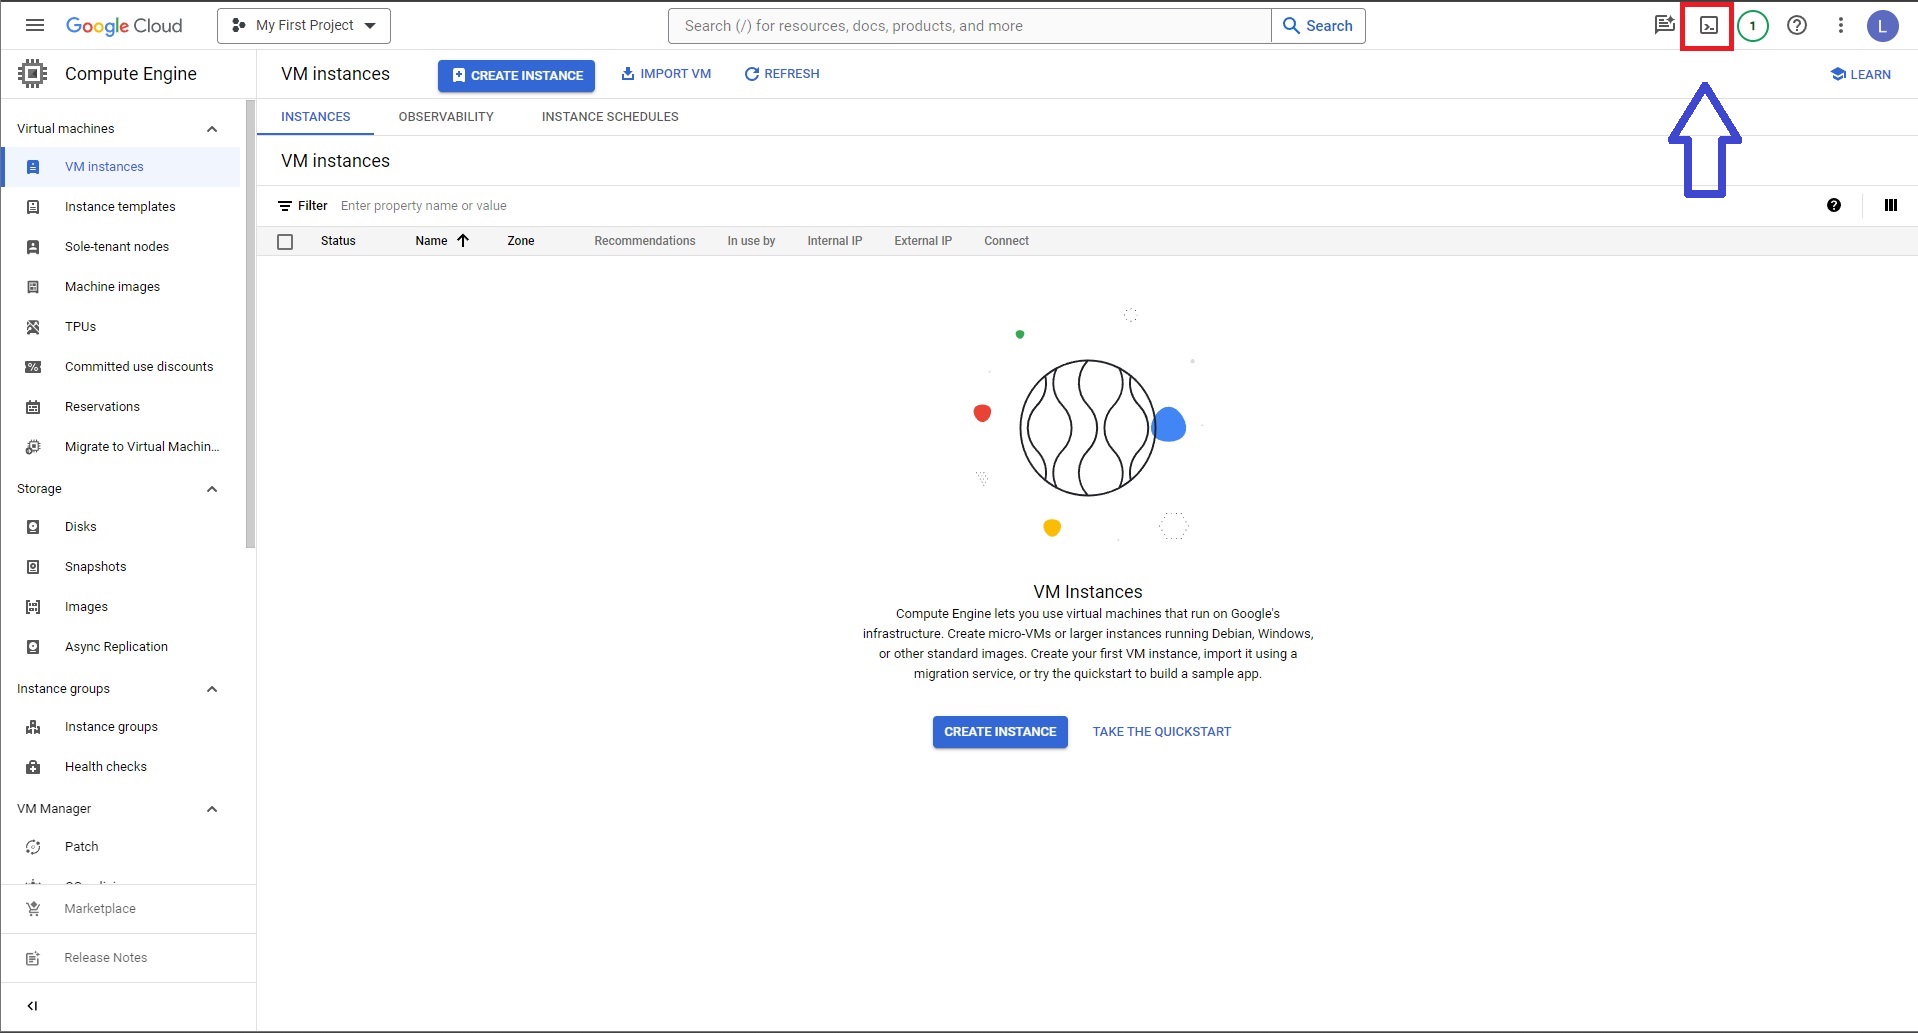 Google Cloud
My First Project
Search (/) for resources, docs, products, and more
Search
1
L
Compute Engine
VM instances
CREATE INSTANCE
IMPORT VM
REFRESH
LEARN
Virtual machines
VM instances
Instance templates
Sole-tenant nodes
Machine images
TPUs
Committed use discounts
Reservations
Migrate to Virtual Machin...
Storage
Disks
Snapshots
Images
Async Replication
Instance groups
Instance groups
Health checks
VM Manager
Patch
Marketplace
Release Notes
INSTANCES OBSERVABILITY INSTANCE SCHEDULES
VM instances
Filter Enter property name or value
Status Name Zone Recommendations In use by Internal IP External IP Connect
VM Instances
Compute Engine lets you use virtual machines that run on Google's
infrastructure. Create micro-VMs or larger instances running Debian, Windows,
or other standard images. Create your first VM instance, import it using a
migration service, or try the quickstart to build a sample app.
CREATE INSTANCE TAKE THE QUICKSTART